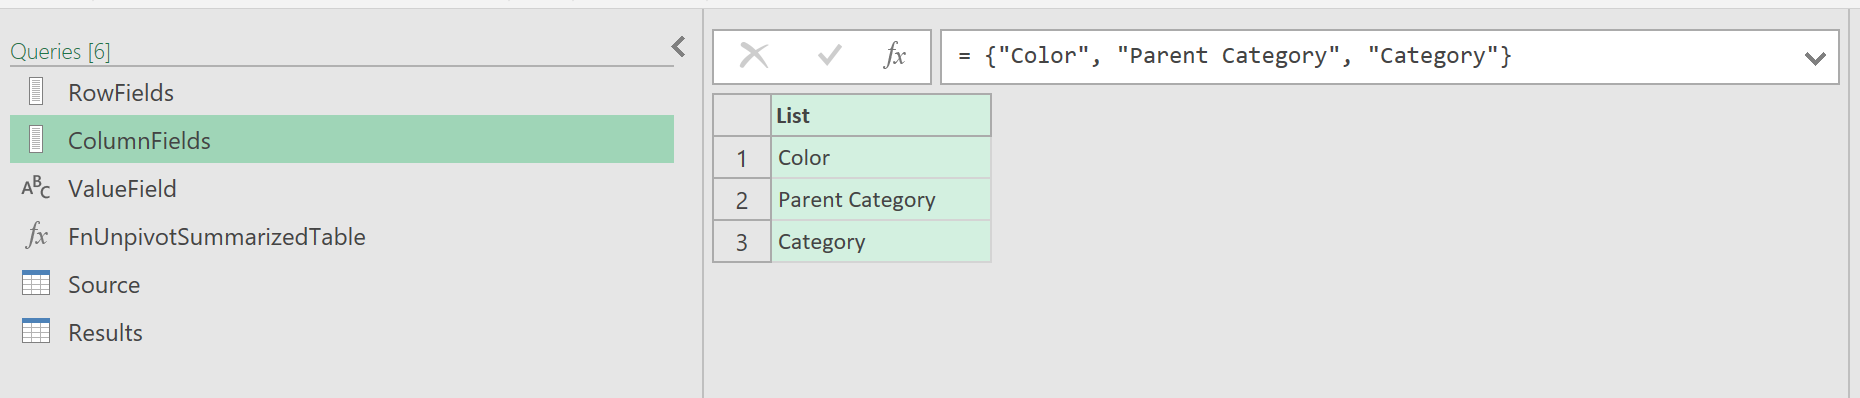 Queries [6]
RowFields
ColumnFields
ABC ValueField
fx FnUnpivotSummarizedTable
Source
Results
fx = {"Color", "Parent Category", "Category"}
List
1 Color
2 Parent Category
3 Category